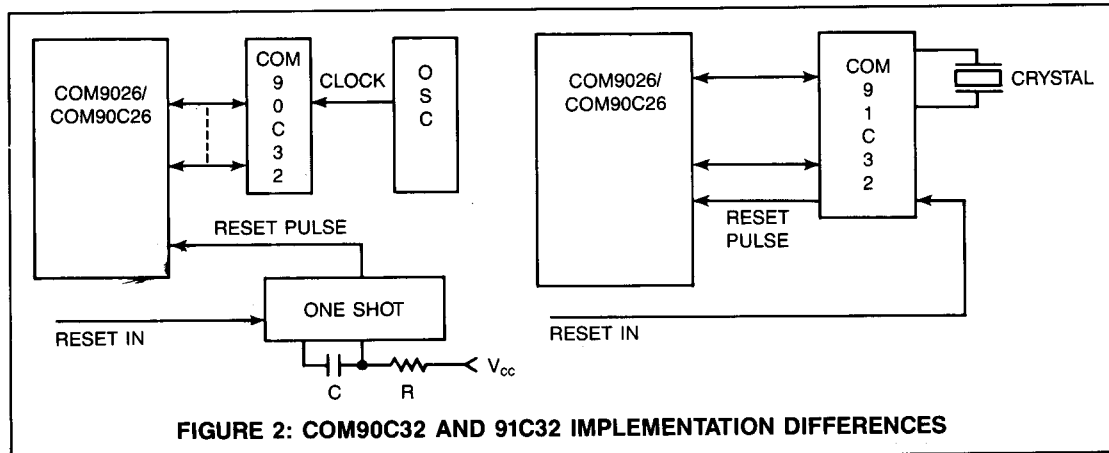 COM9026/
COM90C26
COM
9
0
C
3
2
CLOCK
O
S
C
RESET PULSE
ONE SHOT
RESET IN
C
R
Vcc
COM9026/
COM90C26
COM
9
1
C
3
2
CRYSTAL
RESET
PULSE
RESET IN
FIGURE 2: COM90C32 AND 91C32 IMPLEMENTATION DIFFERENCES